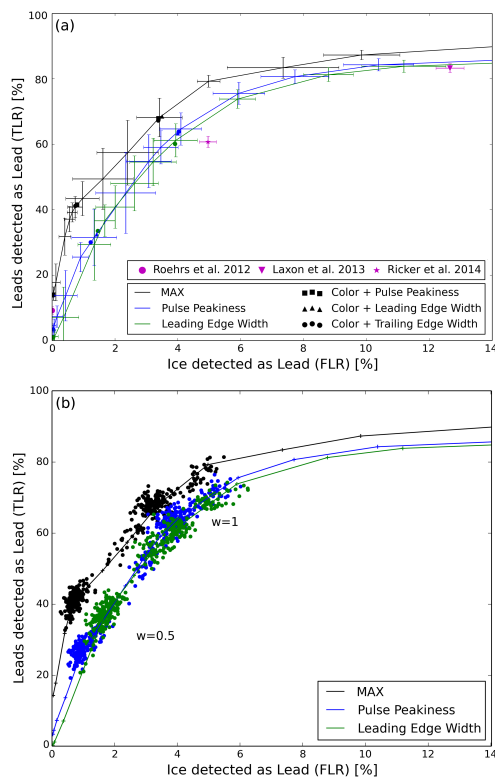 (a)
Leads detected as Lead (TLR) [%]
100
80
60
40
20
0
Roehrs et al. 2012 Laxon et al. 2013 Ricker et al. 2014
MAX Color + Pulse Peakiness
Pulse Peakiness Color + Leading Edge Width
Leading Edge Width Color + Trailing Edge Width
0 2 4 6 8 10 12 14
Ice detected as Lead (FLR) [%]
(b)
Leads detected as Lead (TLR) [%]
100
80
60
40
20
0
w=1
w=0.5
MAX
Pulse Peakiness
Leading Edge Width
0 2 4 6 8 10 12 14
Ice detected as Lead (FLR) [%]